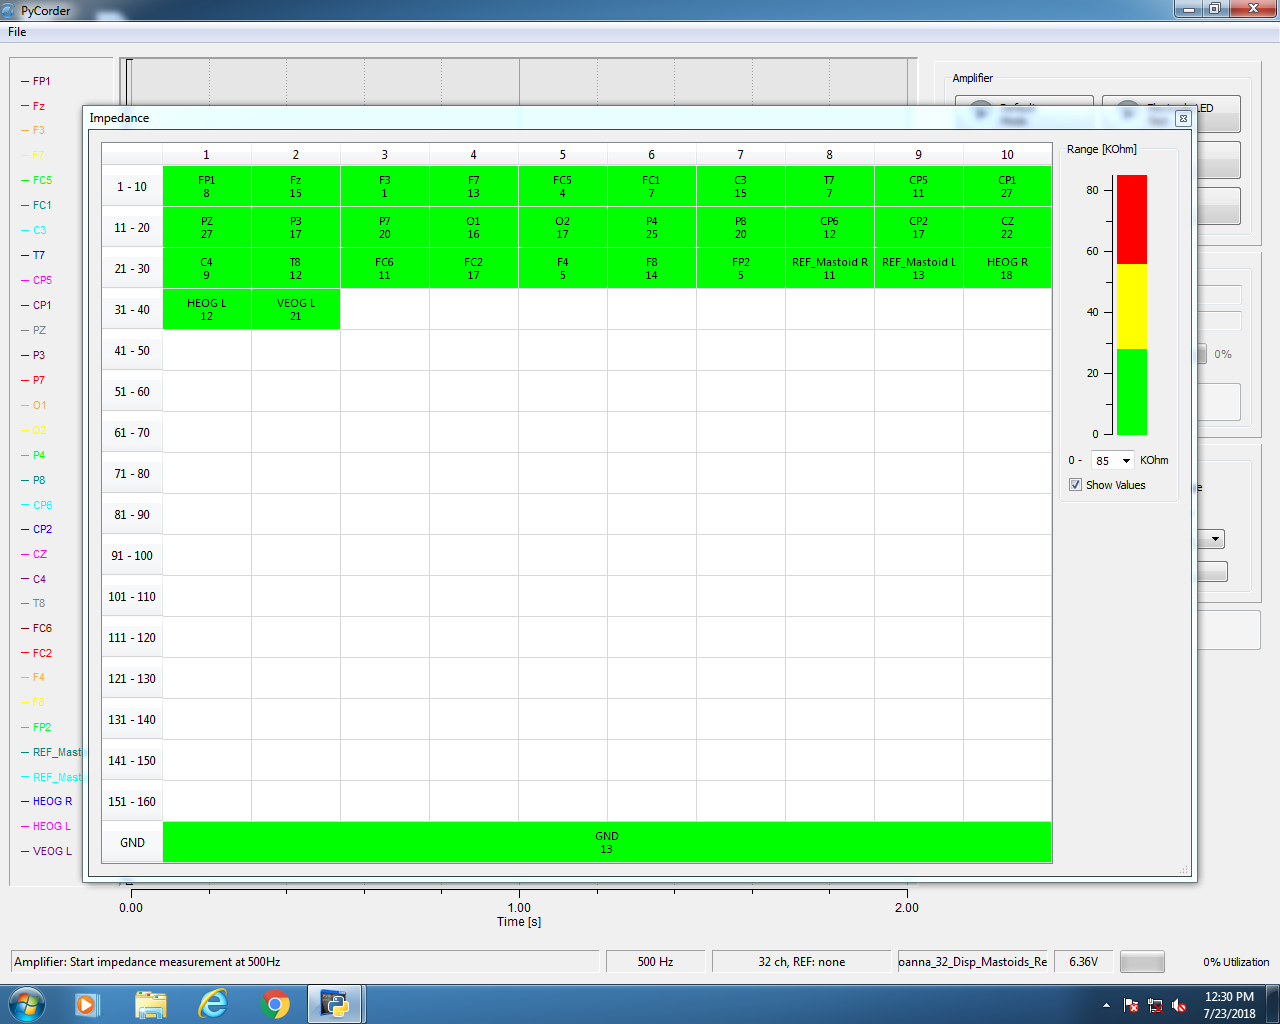 PyCorder
File
FP1
Fz
F3
F7
FC5
FC1
C3
T7
CP5
CP1
PZ
P3
P7
O1
O2
P4
P8
CP6
CP2
CZ
C4
T8
FC6
FC2
F4
F8
FP2
REF_Mast
REF_Mast
HEOG R
HEOG L
VEOG L
Impedance
1 2 3 4 5 6 7 8 9 10
1 - 10 FP1 Fz F3 F7 FC5 FC1 C3 T7 CP5 CP1
8 15 1 13 4 7 15 7 11 27
11 - 20 PZ P3 P7 O1 O2 P4 P8 CP6 CP2 CZ
27 17 20 16 17 25 20 12 17 22
21 - 30 C4 T8 FC6 FC2 F4 F8 FP2 REF_Mastoid R REF_Mastoid L HEOG R
9 12 11 17 5 14 5 11 13 18
31 - 40 HEOG L VEOG L
12 21
41 - 50
51 - 60
61 - 70
71 - 80
81 - 90
91 - 100
101 - 110
111 - 120
121 - 130
131 - 140
141 - 150
151 - 160
GND GND
13
Range [KOhm]
80
60
40
20
0
0 - 85 KOhm
Show Values
Amplifier
Default
Mode
Electrode LED
Test
0%
0.00 1.00 2.00
Time [s]
Amplifier: Start impedance measurement at 500Hz
500 Hz
32 ch, REF: none
oanna_32_Disp_Mastoids_Re
6.36V
0% Utilization
12:30 PM
7/23/2018